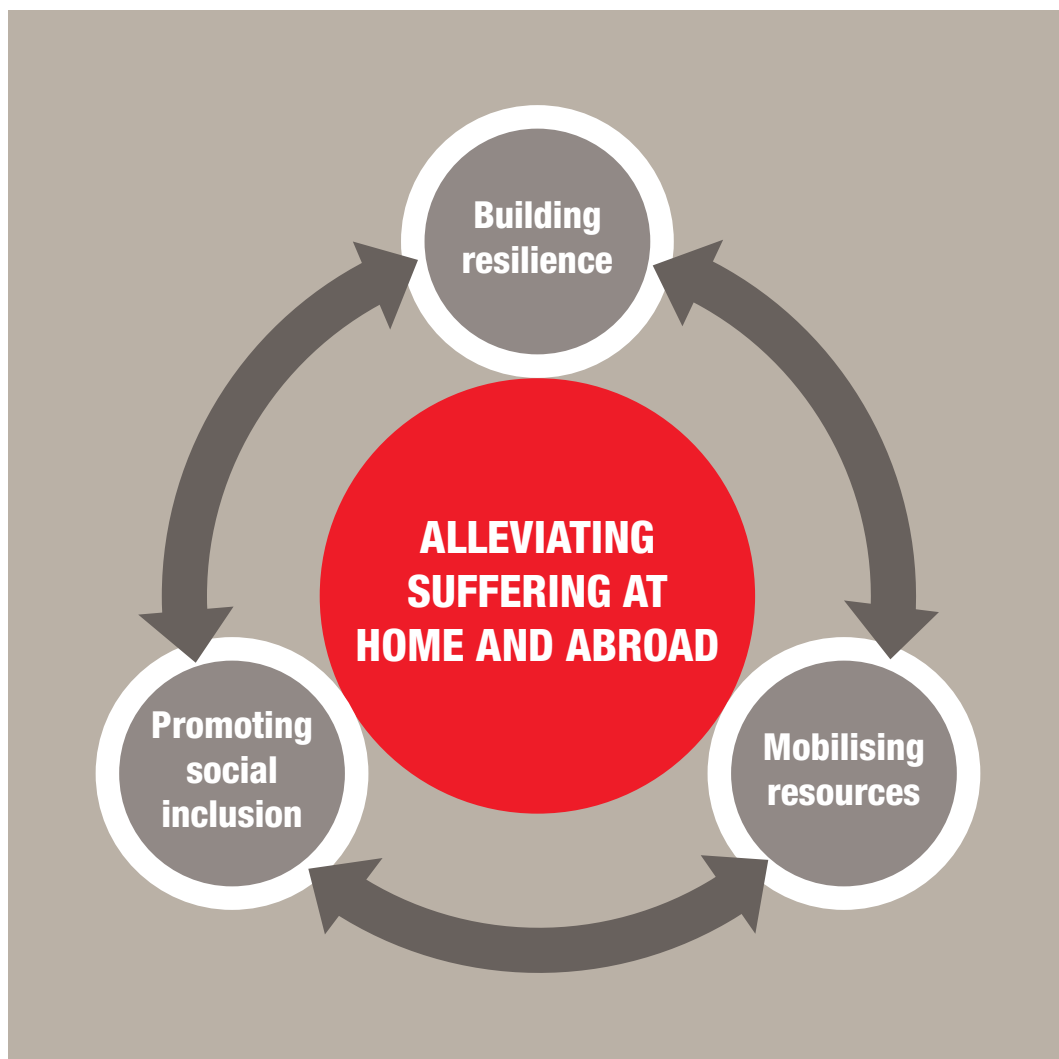 Building
resilience
ALLEVIATING
SUFFERING AT
HOME AND ABROAD
Promoting
social
inclusion
Mobilising
resources